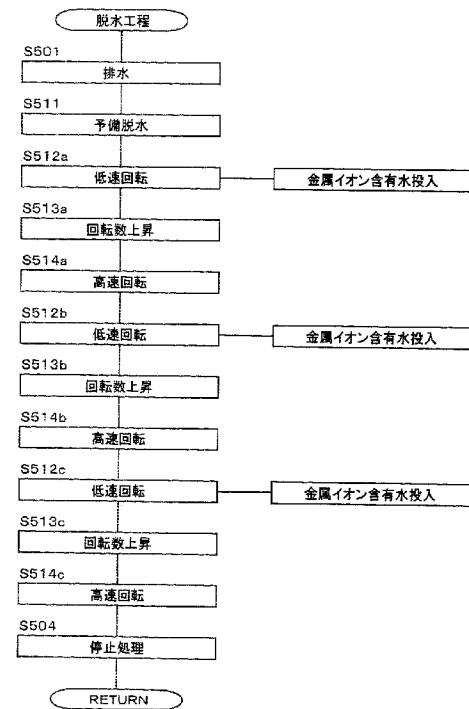 脱水工程
S501
排水
S511
予備脱水
S512a
低速回転
金属イオン含有水投入
S513a
回転数上昇
S514a
高速回転
S512b
低速回転
金属イオン含有水投入
S513b
回転数上昇
S514b
高速回転
S512c
低速回転
金属イオン含有水投入
S513c
回転数上昇
S514c
高速回転
S504
停止処理
RETURN